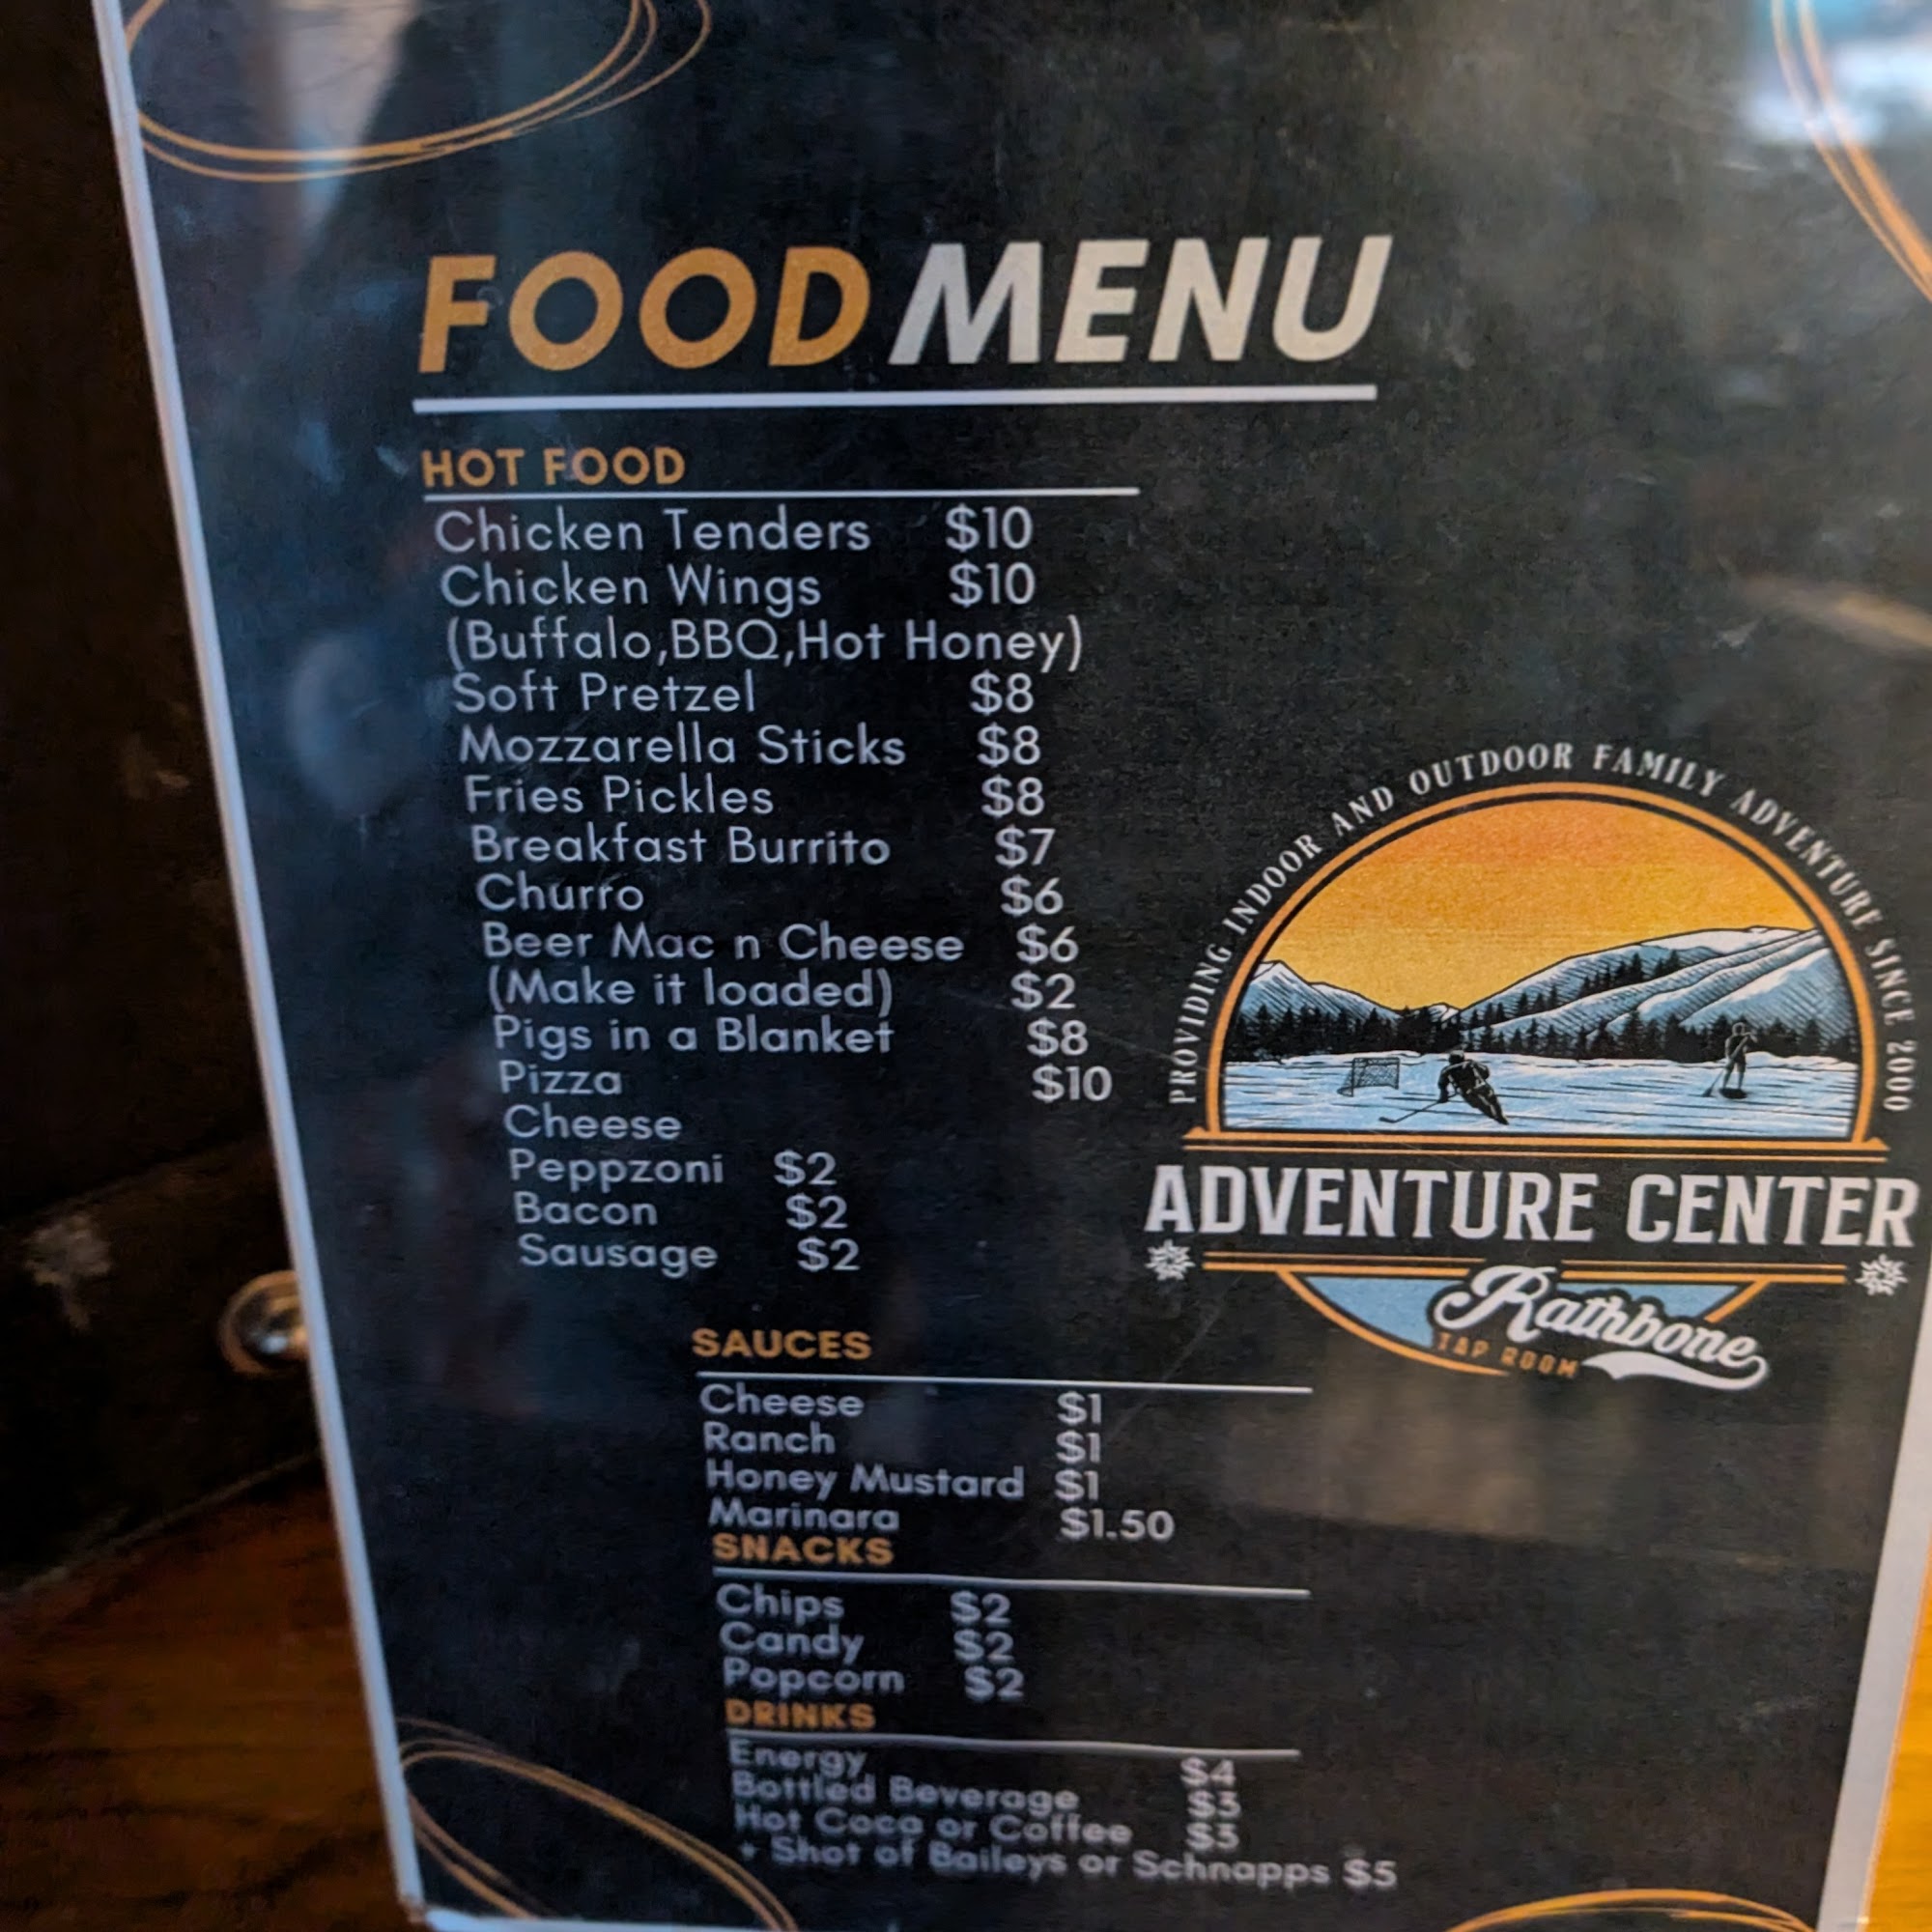 FOOD MENU
HOT FOOD
Chicken Tenders $10
Chicken Wings $10
(Buffalo,BBQ,Hot Honey)
Soft Pretzel $8
Mozzarella Sticks $8
Fries Pickles $8
Breakfast Burrito $7
Churro $6
Beer Mac n Cheese $6
(Make it loaded) $2
Pigs in a Blanket $8
Pizza $10
Cheese
Peppzoni $2
Bacon $2
Sausage $2
PROVIDING INDOOR AND OUTDOOR FAMILY ADVENTURE SINCE 2000
ADVENTURE CENTER
Rathbone
TAP ROOM
SAUCES
Cheese $1
Ranch $1
Honey Mustard $1
Marinara $1.50
SNACKS
Chips $2
Candy $2
Popcorn $2
DRINKS
Energy $4
Bottled Beverage $3
Hot Coca or Coffee $3
+ Shot of Baileys or Schnapps $5